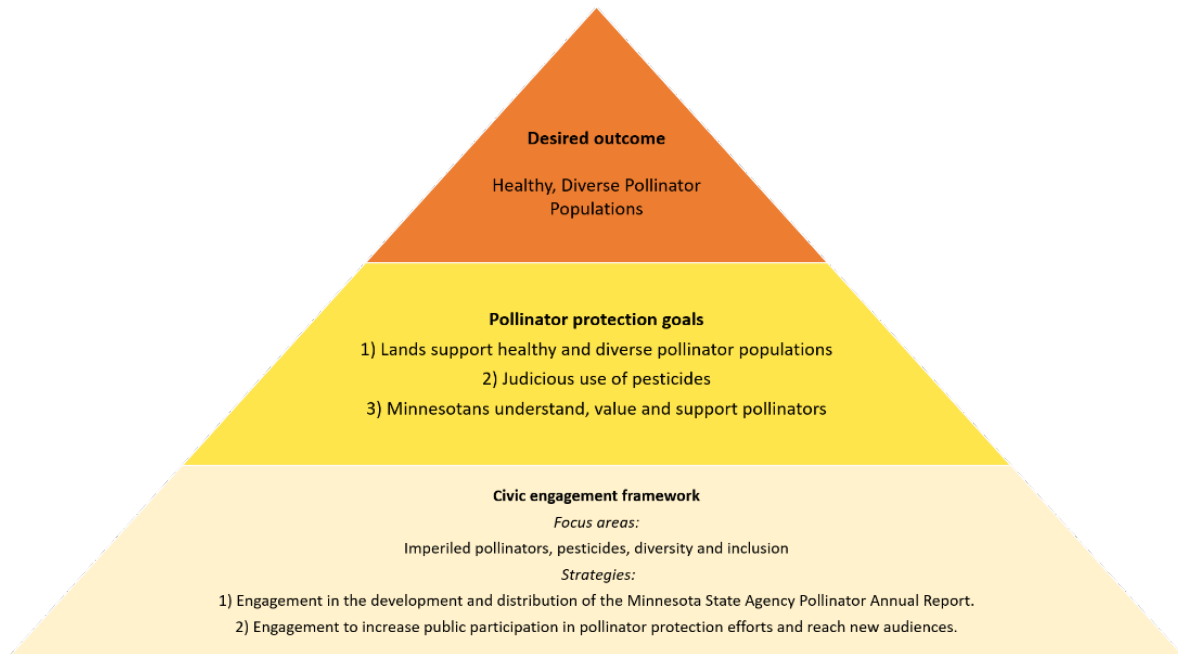 Desired outcome
Healthy, Diverse Pollinator
Populations
Pollinator protection goals
1) Lands support healthy and diverse pollinator populations
2) Judicious use of pesticides
3) Minnesotans understand, value and support pollinators
Civic engagement framework
Focus areas:
Imperiled pollinators, pesticides, diversity and inclusion
Strategies:
1) Engagement in the development and distribution of the Minnesota State Agency Pollinator Annual Report.
2) Engagement to increase public participation in pollinator protection efforts and reach new audiences.